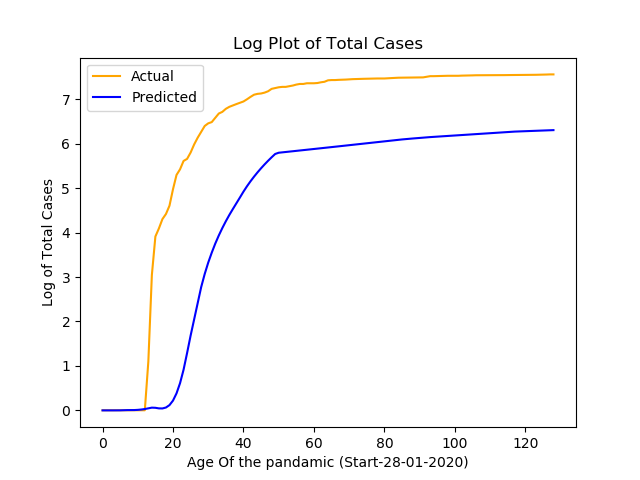 Log Plot of Total Cases
Actual
Predicted
Log of Total Cases
7
6
5
4
3
2
1
0
0 20 40 60 80 100 120
Age Of the pandamic (Start-28-01-2020)